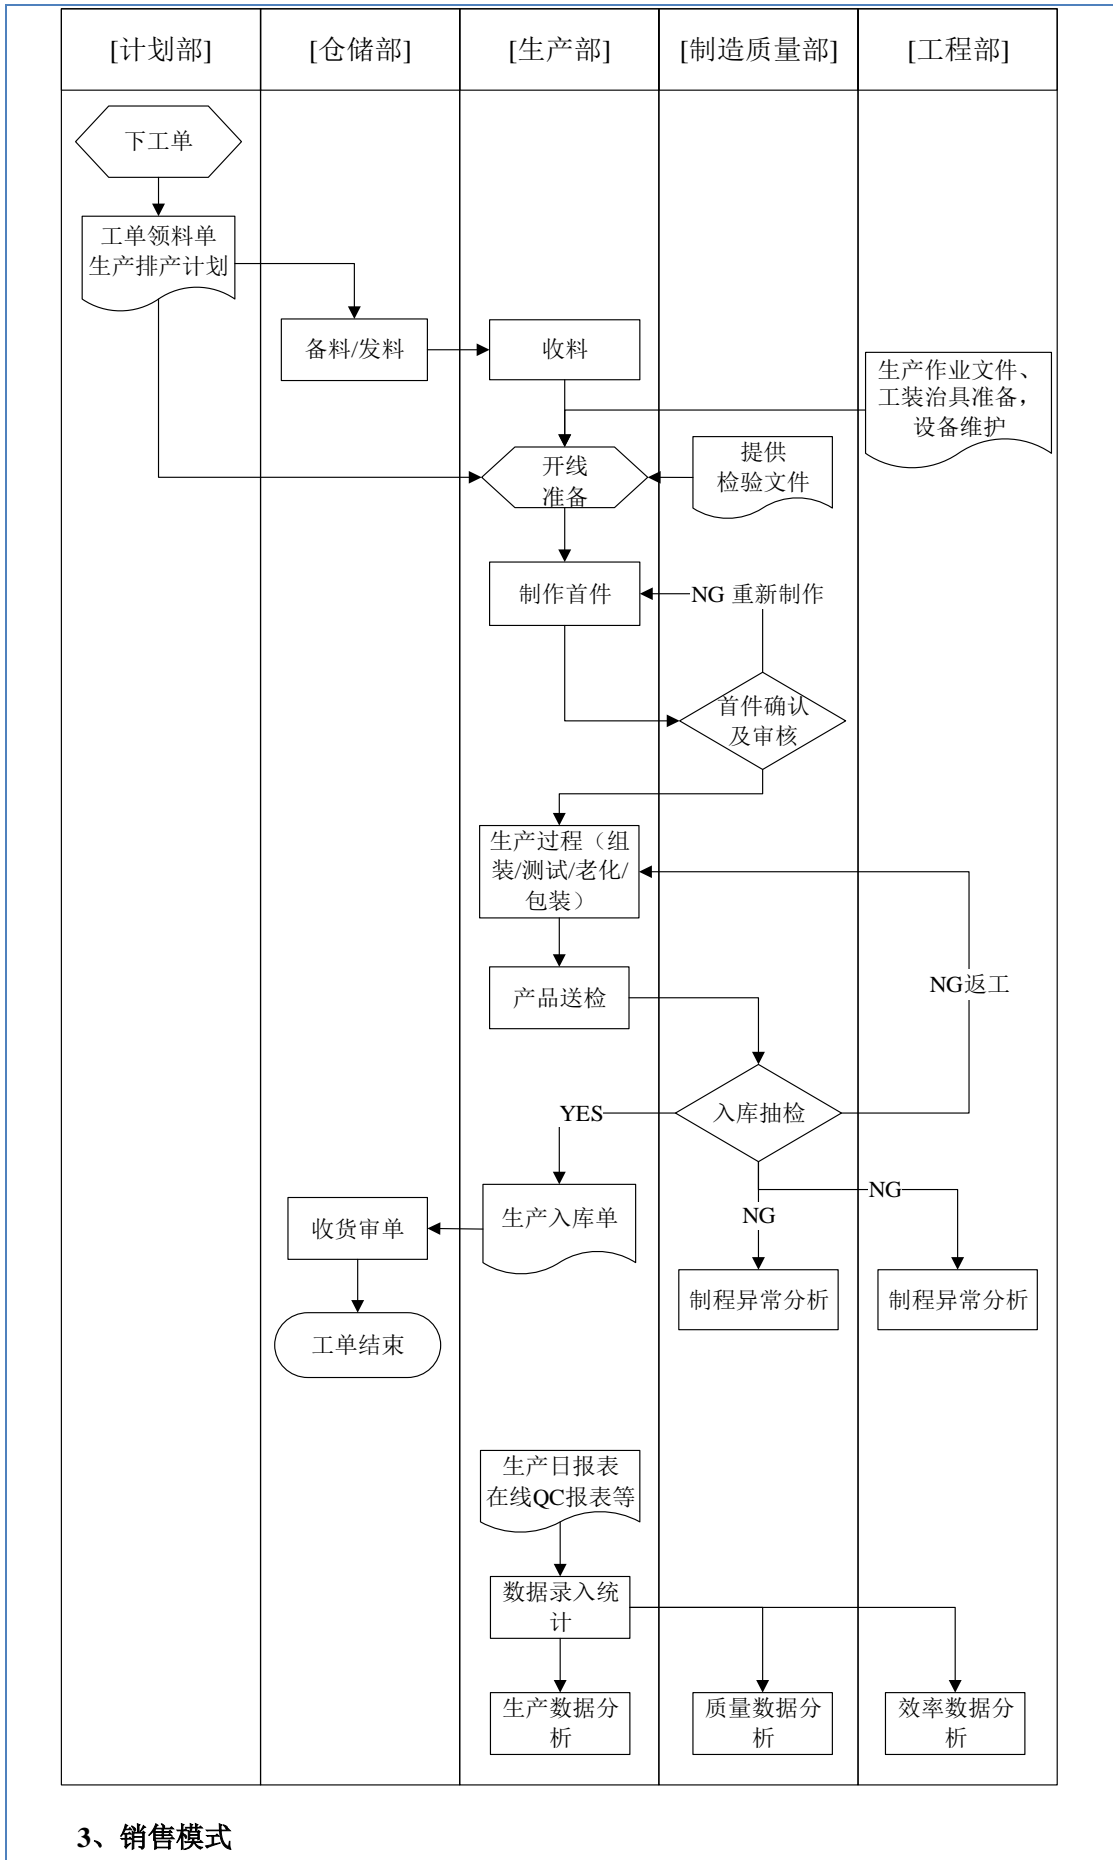 [计划部]
[仓储部]
[生产部]
[制造质量部]
[工程部]
下工单
工单领料单
生产排产计划
备料/发料
收料
生产作业文件、
工装治具准备，
设备维护
开线
准备
提供
检验文件
制作首件
NG 重新制作
首件确认
及审核
生产过程（组
装/测试/老化/
包装）
产品送检
NG返工
YES
入库抽检
NG
NG
收货审单
生产入库单
制程异常分析
制程异常分析
工单结束
生产日报表
在线QC报表等
数据录入统
计
生产数据分
析
质量数据分
析
效率数据分
析
3、销售模式